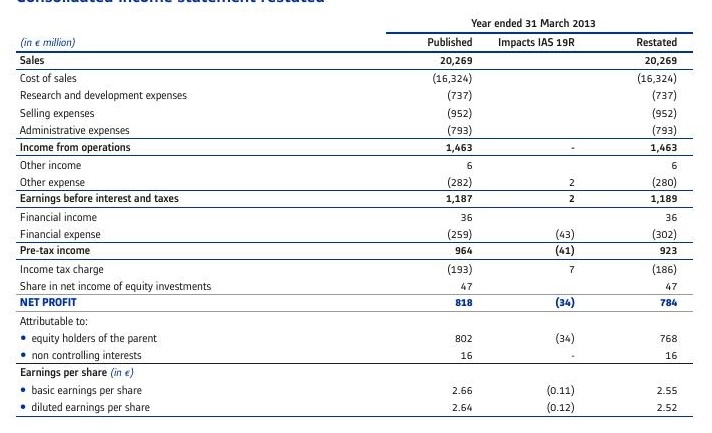 Consolidated income statement restated
Year ended 31 March 2013
(in € million) Published Impacts IAS 19R Restated
Sales 20,269 20,269
Cost of sales (16,324) (16,324)
Research and development expenses (737) (737)
Selling expenses (952) (952)
Administrative expenses (793) (793)
Income from operations 1,463 - 1,463
Other income 6 6
Other expense (282) 2 (280)
Earnings before interest and taxes 1,187 2 1,189
Financial income 36 36
Financial expense (259) (43) (302)
Pre-tax income 964 (41) 923
Income tax charge (193) 7 (186)
Share in net income of equity investments 47 47
NET PROFIT 818 (34) 784
Attributable to:
• equity holders of the parent 802 (34) 768
• non controlling interests 16 - 16
Earnings per share (in €)
• basic earnings per share 2.66 (0.11) 2.55
• diluted earnings per share 2.64 (0.12) 2.52